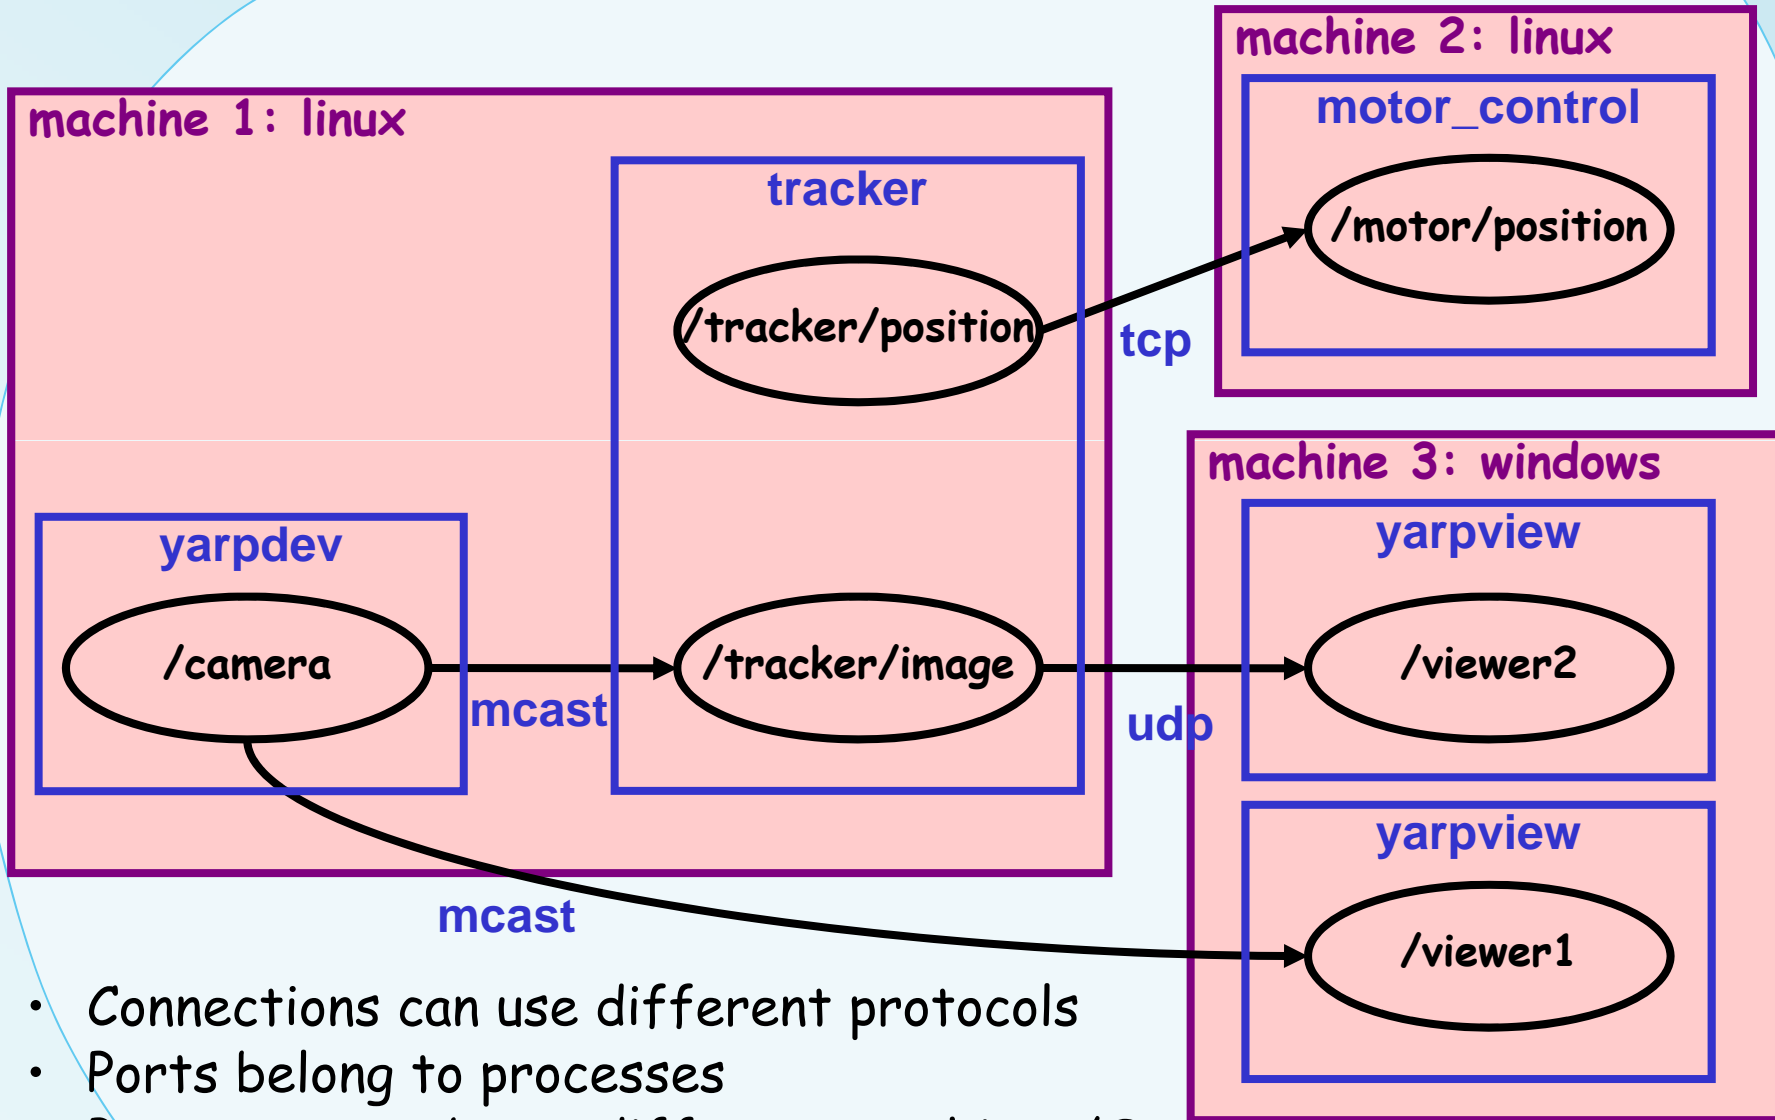 machine 1: linux
tracker
/tracker/position
tcp
machine 2: linux
motor_control
/motor/position
yarpdev
/camera
mcast
/tracker/image
udp
machine 3: windows
yarpview
/viewer2
yarpview
/viewer1
mcast
• Connections can use different protocols
• Ports belong to processes